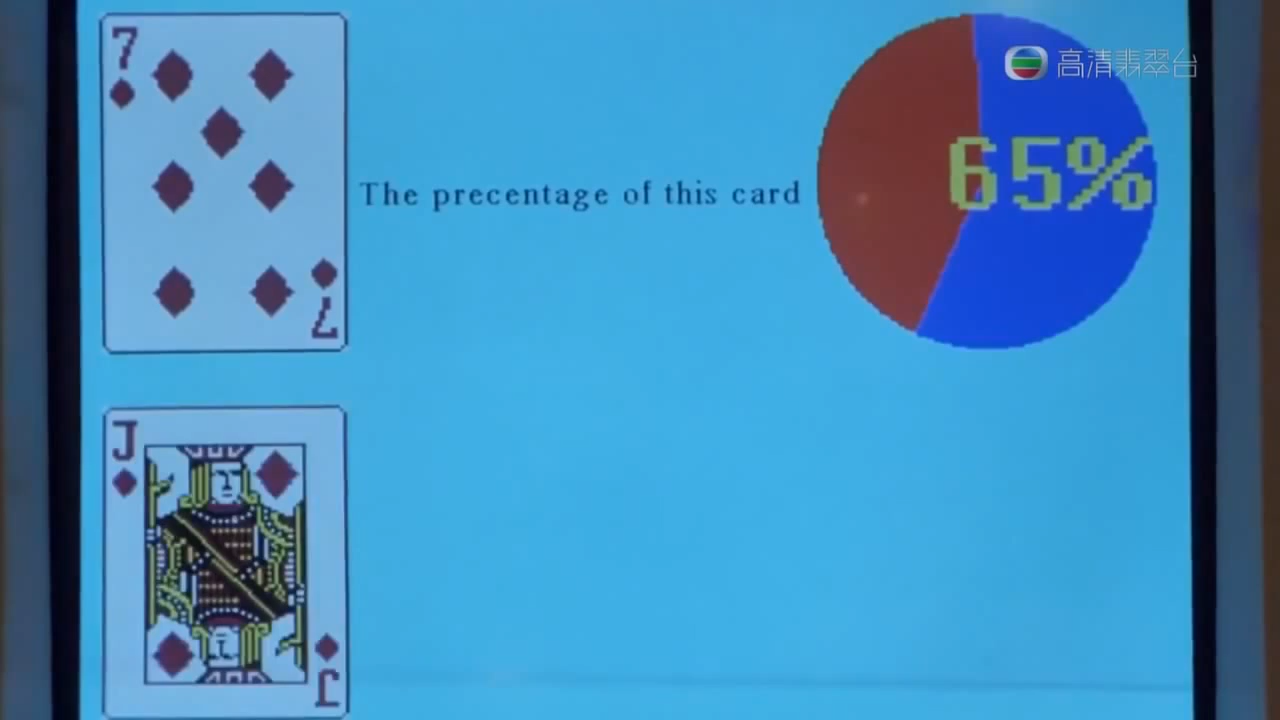 高清翡翠台
7
The precentage of this card
65%
7
J
J